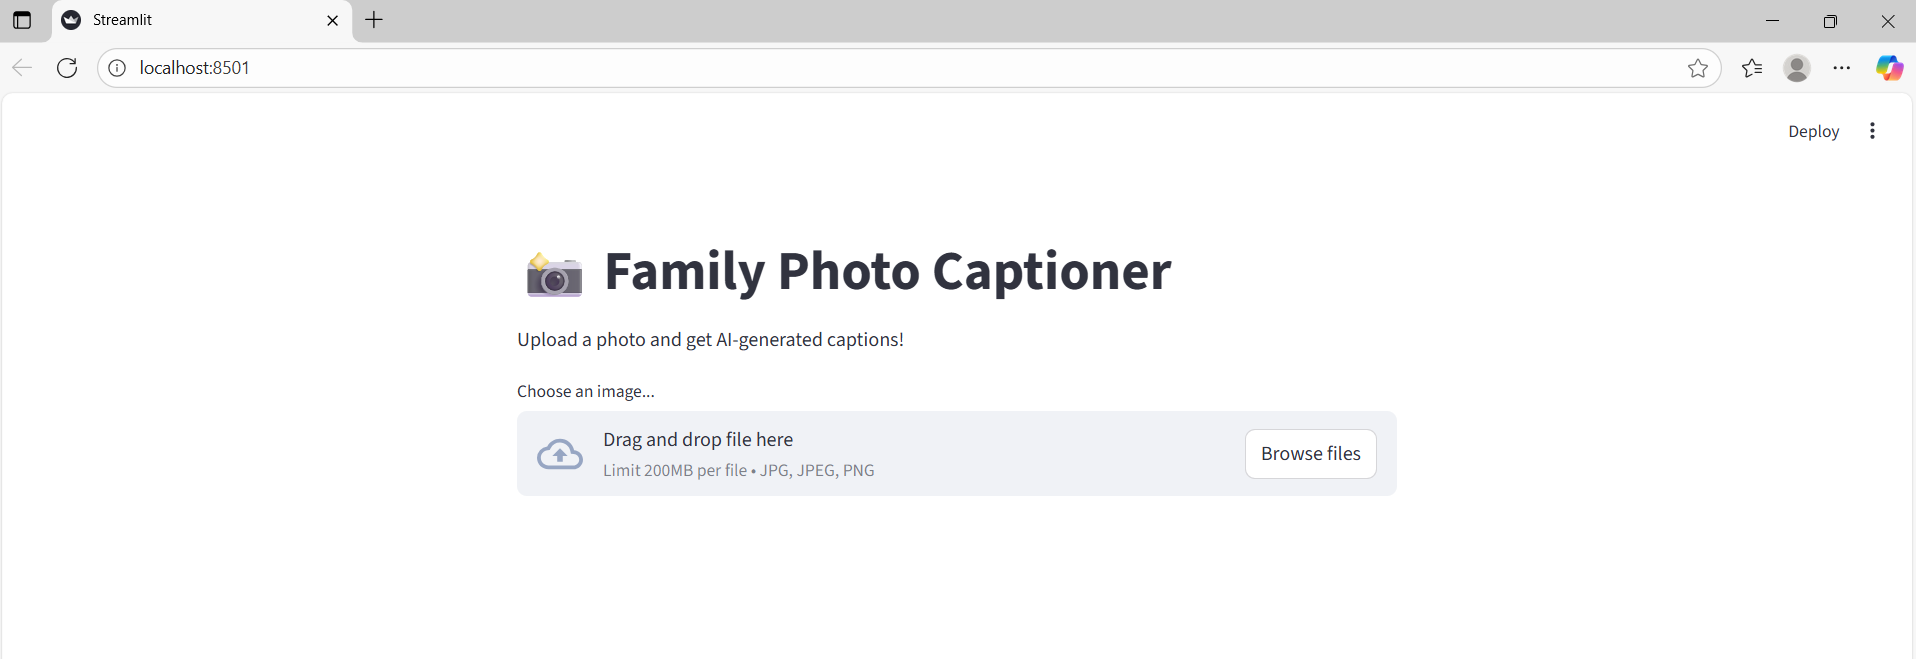 Streamlit
localhost:8501
Deploy
Family Photo Captioner
Upload a photo and get AI-generated captions!
Choose an image...
Drag and drop file here
Limit 200MB per file • JPG, JPEG, PNG
Browse files